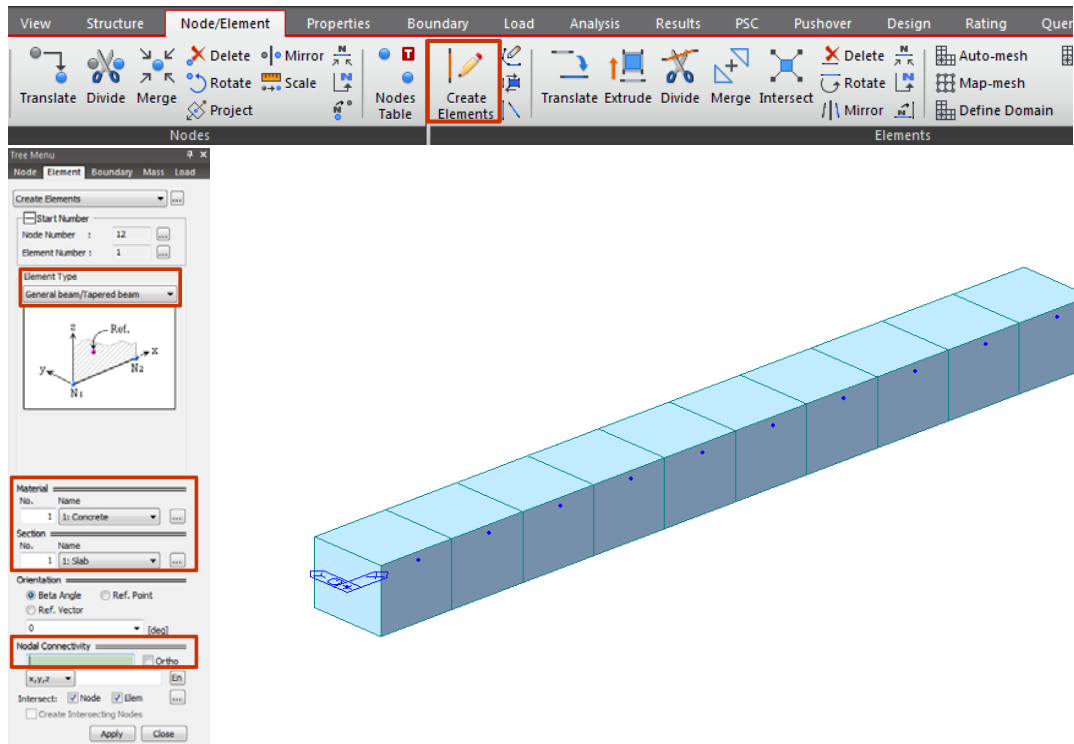 View Structure Node/Element Properties Boundary Load Analysis Results PSC Pushover Design Rating Quer
Translate Divide Merge Delete Mirror N
Rotate Scale N
Project N
Nodes Table T
Create Elements
Translate Extrude Divide Merge Intersect Delete N Auto-mesh
Rotate N Map-mesh
Mirror N Define Domain
Nodes Elements
Tree Menu
Node Element Boundary Mass Load
Create Elements ...
Start Number
Node Number : 12 ...
Element Number : 1 ...
Element Type
General beam/Tapered beam
z Ref. x
y N2
N1
Material
No. Name
1 1: Concrete ...
Section
No. Name
1 1: Slab ...
Orientation
Beta Angle Ref. Point
Ref. Vector
0 [deg]
Nodal Connectivity
Ortho
x,y,z En
Intersect: Node Elem ...
Create Intersecting Nodes
Apply Close